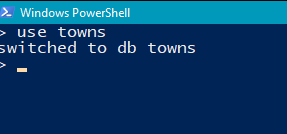 Windows PowerShell
> use towns
switched to db towns
>